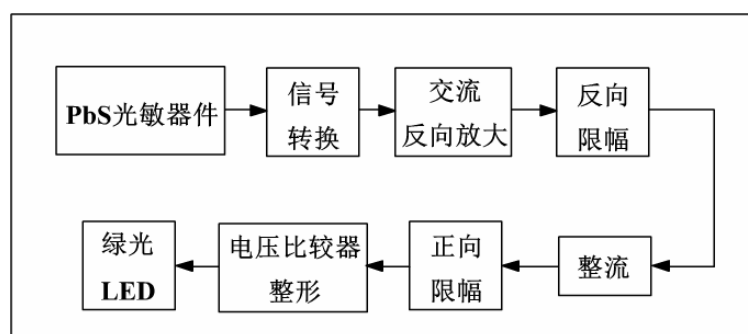 PbS光敏器件
信号
转换
交流
反向放大
反向
限幅
整流
正向
限幅
电压比较器
整形
绿光
LED